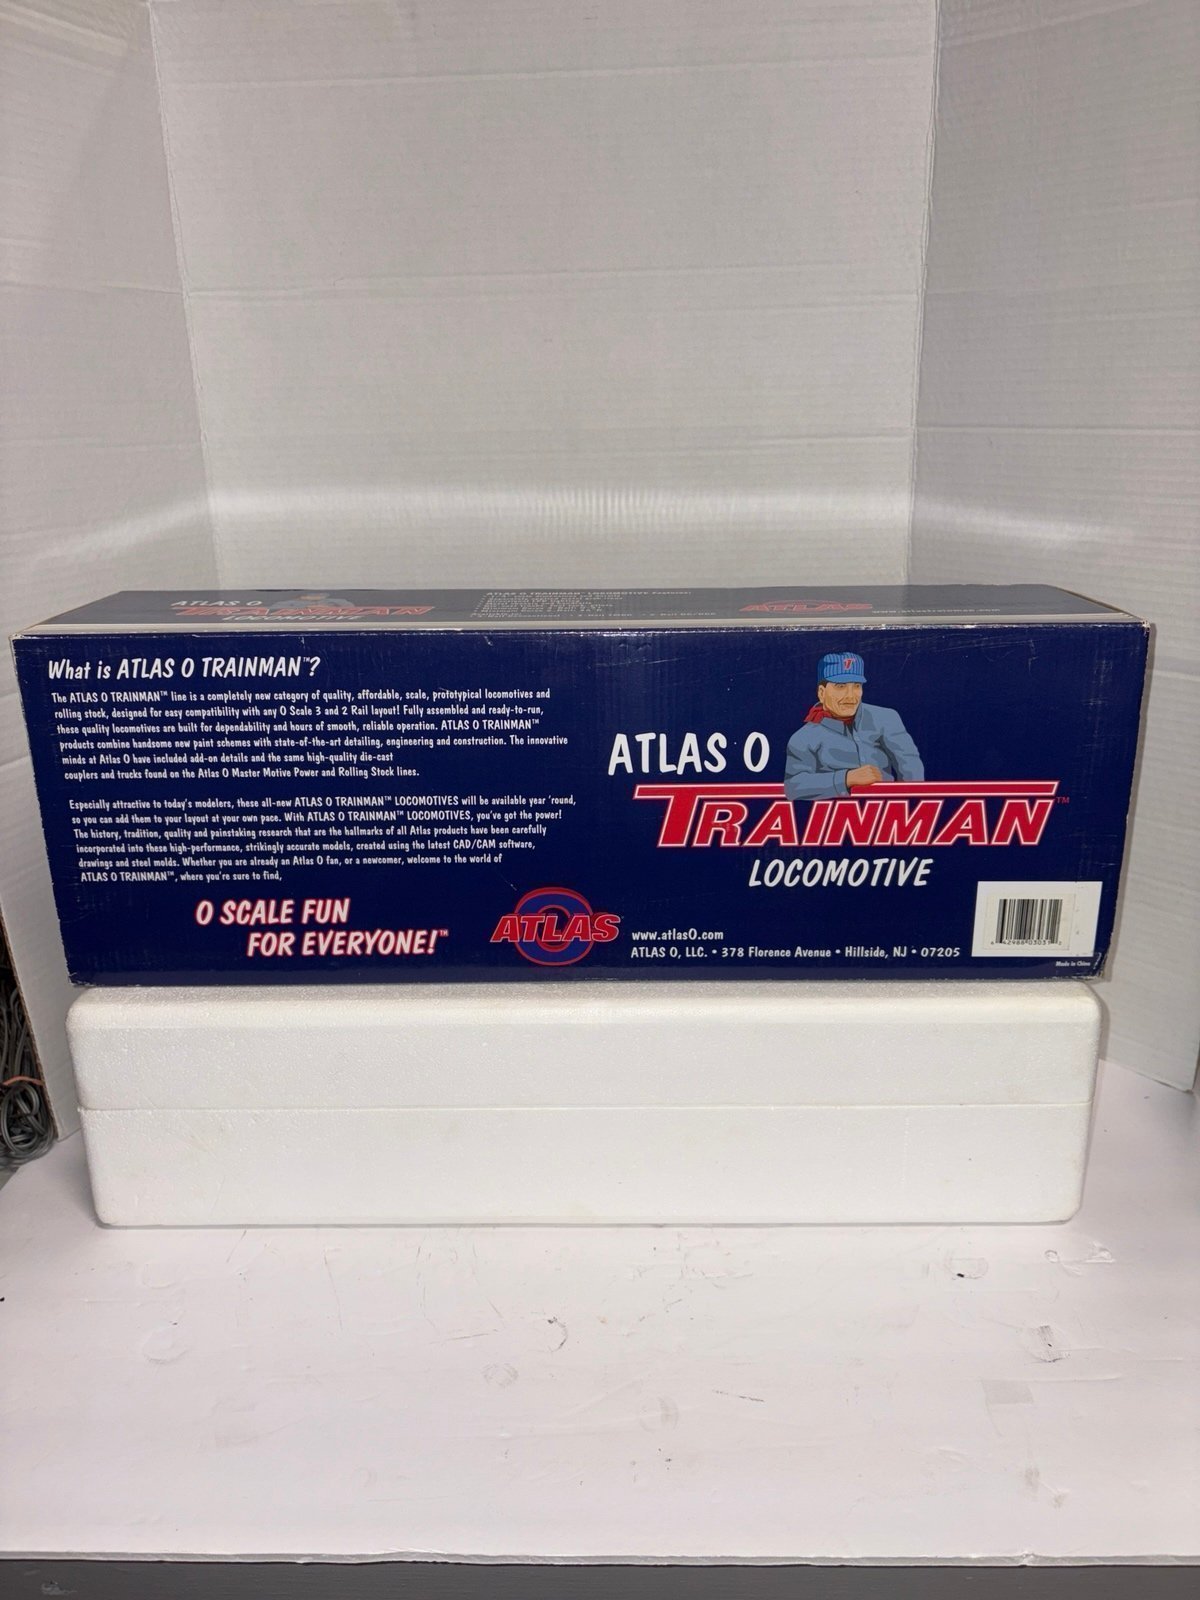 ATLAS O
TRAINMAN
LOCOMOTIVE
ATLAS O TRAINMAN™ LOCOMOTIVE Features:
ATLAS
What is ATLAS O TRAINMAN™?
The ATLAS O TRAINMAN™ line is a completely new category of quality, affordable, scale, prototypical locomotives and
rolling stock, designed for easy compatibility with any O Scale 3 and 2 Rail layout! Fully assembled and ready-to-run,
these quality locomotives are built for dependability and hours of smooth, reliable operation. ATLAS O TRAINMAN™
products combine handsome new paint schemes with state-of-the-art detailing, engineering and construction. The innovative
minds at Atlas O have included add-on details and the same high-quality die-cast
couplers and trucks found on the Atlas O Master Motive Power and Rolling Stock lines.
Especially attractive to today's modelers, these all-new ATLAS O TRAINMAN™ LOCOMOTIVES will be available year 'round,
so you can add them to your layout at your own pace. With ATLAS O TRAINMAN™ LOCOMOTIVES, you've got the power!
The history, tradition, quality and painstaking research that are the hallmarks of all Atlas products have been carefully
incorporated into these high-performance, strikingly accurate models, created using the latest CAD/CAM software,
drawings and steel molds. Whether you are already an Atlas O fan, or a newcomer, welcome to the world of
ATLAS O TRAINMAN™, where you're sure to find,
O SCALE FUN
FOR EVERYONE!™
ATLAS
T
ATLAS O
TRAINMAN™
LOCOMOTIVE
www.atlasO.com
ATLAS O, LLC. • 378 Florence Avenue • Hillside, NJ • 07205
Made in China